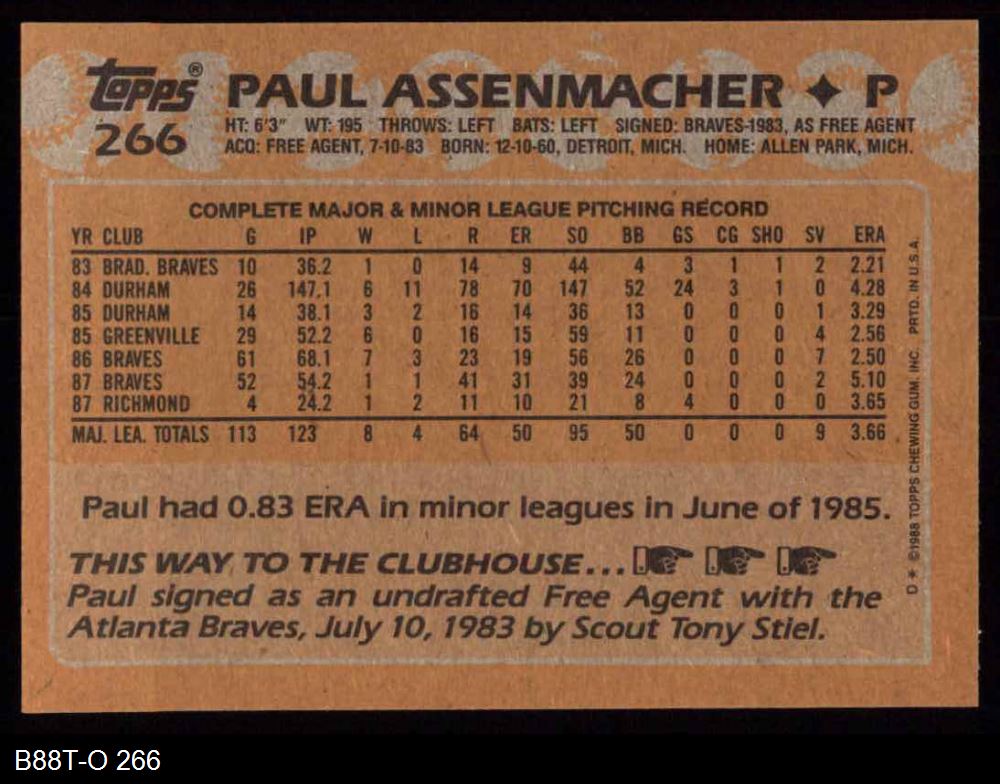 topps® PAUL ASSENMACHER ✦ P
266
HT: 6'3" WT: 195 THROWS: LEFT BATS: LEFT SIGNED: BRAVES-1983, AS FREE AGENT
ACQ: FREE AGENT, 7-10-83 BORN: 12-10-60, DETROIT, MICH. HOME: ALLEN PARK, MICH.
COMPLETE MAJOR & MINOR LEAGUE PITCHING RECORD
YR CLUB G IP W L R ER SO BB GS CG SHO SV ERA
83 BRAD. BRAVES 10 36.2 1 0 14 9 44 4 3 1 1 2 2.21
84 DURHAM 26 147.1 6 11 78 70 147 52 24 3 1 0 4.28
85 DURHAM 14 38.1 3 2 16 14 36 13 0 0 0 1 3.29
85 GREENVILLE 29 52.2 6 0 16 15 59 11 0 0 0 4 2.56
86 BRAVES 61 68.1 7 3 23 19 56 26 0 0 0 7 2.50
87 BRAVES 52 54.2 1 1 41 31 39 24 0 0 0 2 5.10
87 RICHMOND 4 24.2 1 2 11 10 21 8 4 0 0 0 3.65
MAJ. LEA. TOTALS 113 123 8 4 64 50 95 50 0 0 0 9 3.66
Paul had 0.83 ERA in minor leagues in June of 1985.
THIS WAY TO THE CLUBHOUSE...
Paul signed as an undrafted Free Agent with the
Atlanta Braves, July 10, 1983 by Scout Tony Stiel.
D* ©1988 TOPPS CHEWING GUM, INC. PRTD. IN U.S.A.
B88T-O 266